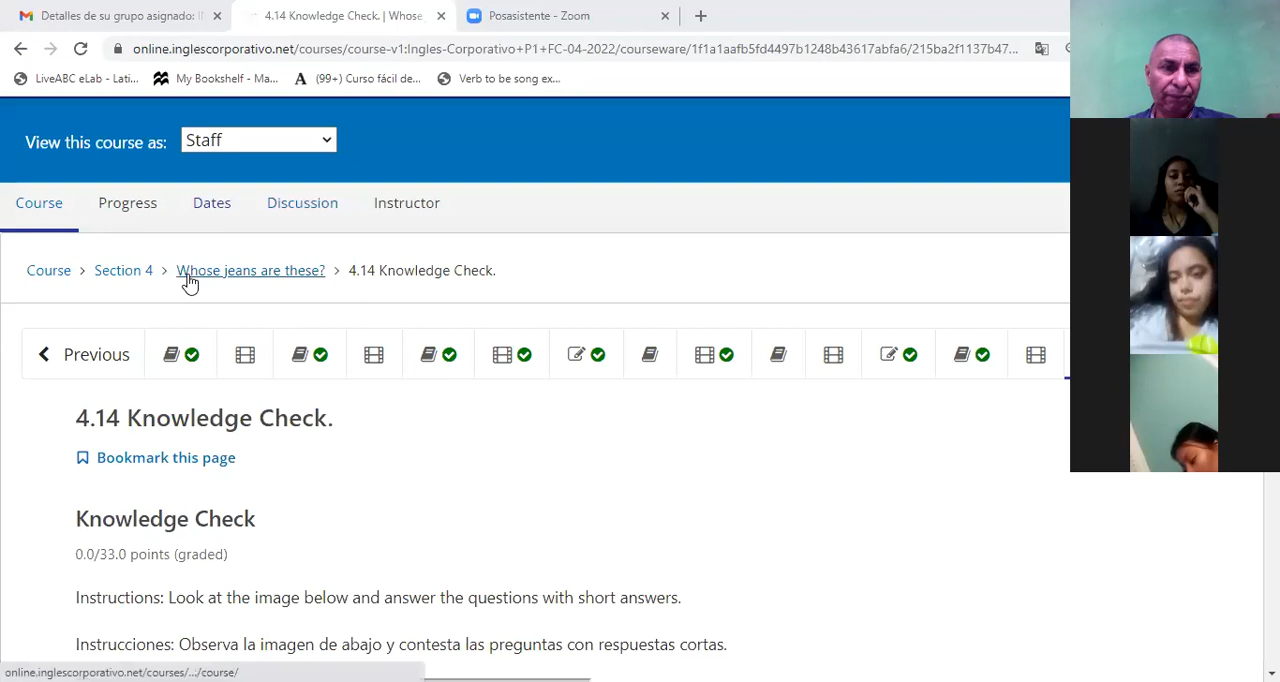 Detalles de su grupo asignado: I
4.14 Knowledge Check. | Whose
Posasistente - Zoom
online.inglescorporativo.net/courses/course-v1:Ingles-Corporativo+P1+FC-04-2022/courseware/1f1a1aafb5fd4497b1248b43617abfa6/215ba2f1137b47...
LiveABC eLab - Lati...
My Bookshelf - Ma...
(99+) Curso fácil de...
Verb to be song ex...
View this course as:
Staff
Course
Progress
Dates
Discussion
Instructor
Course > Section 4 > Whose jeans are these? > 4.14 Knowledge Check.
Previous
4.14 Knowledge Check.
Bookmark this page
Knowledge Check
0.0/33.0 points (graded)
Instructions: Look at the image below and answer the questions with short answers.
Instrucciones: Observa la imagen de abajo y contesta las preguntas con respuestas cortas.
online.inglescorporativo.net/courses/.../course/